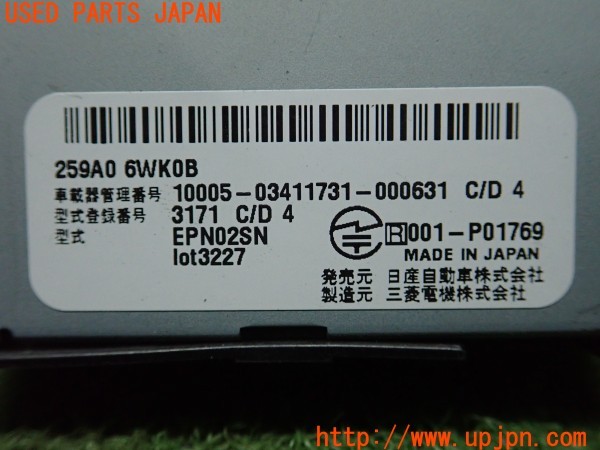 USED PARTS JAPAN
259A0 6WK0B
車載器管理番号 10005-03411731-000631 C/D 4
型式登録番号 3171 C/D 4
型式 EPN02SN
lot3227
R 001-P01769
MADE IN JAPAN
発売元 日産自動車株式会社
製造元 三菱電機株式会社
http://www.upjpn.com/